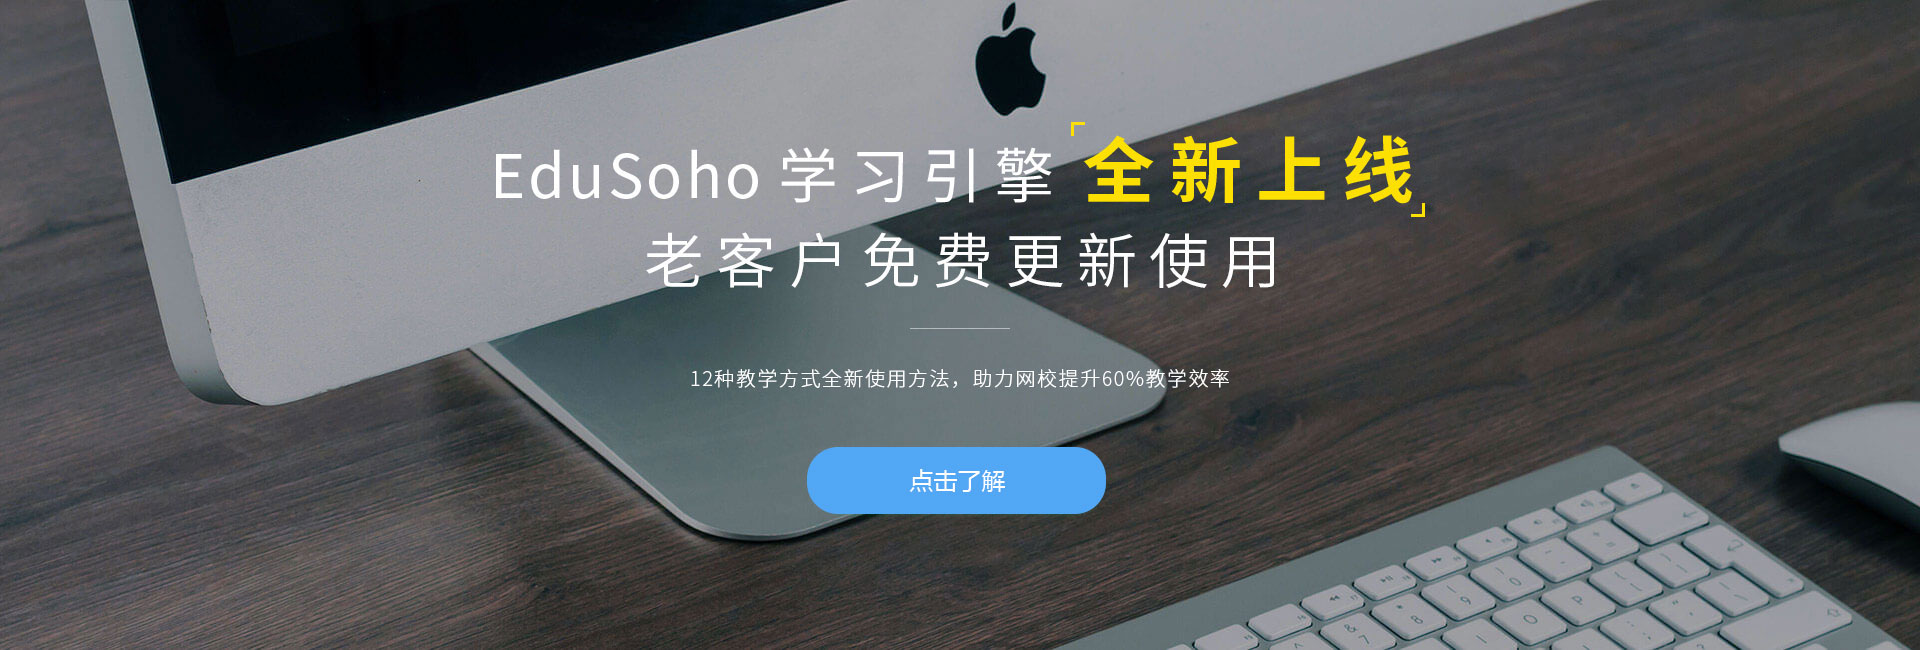 EduSoho 学习引擎 全新上线
老客户免费更新使用
12种教学方式全新使用方法，助力网校提升60%教学效率
点击了解